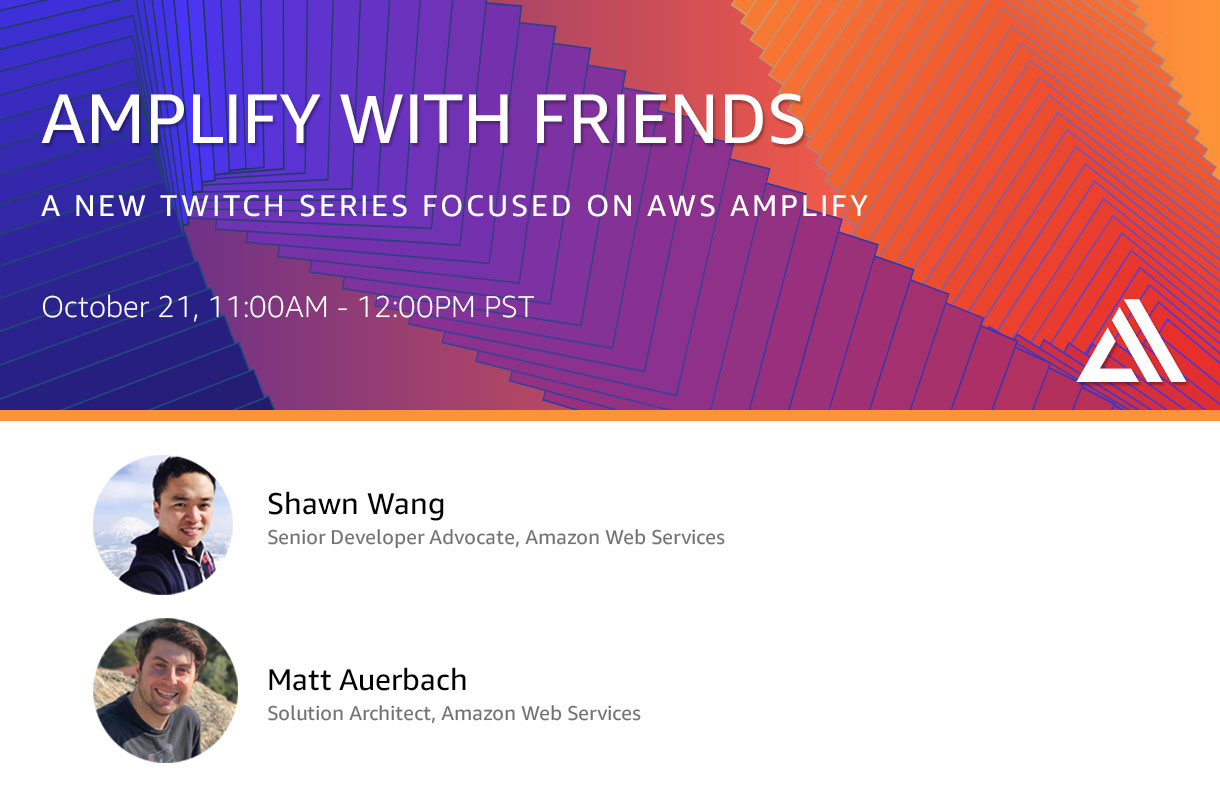 AMPLIFY WITH FRIENDS
A NEW TWITCH SERIES FOCUSED ON AWS AMPLIFY
October 21, 11:00AM - 12:00PM PST
Shawn Wang
Senior Developer Advocate, Amazon Web Services
Matt Auerbach
Solution Architect, Amazon Web Services